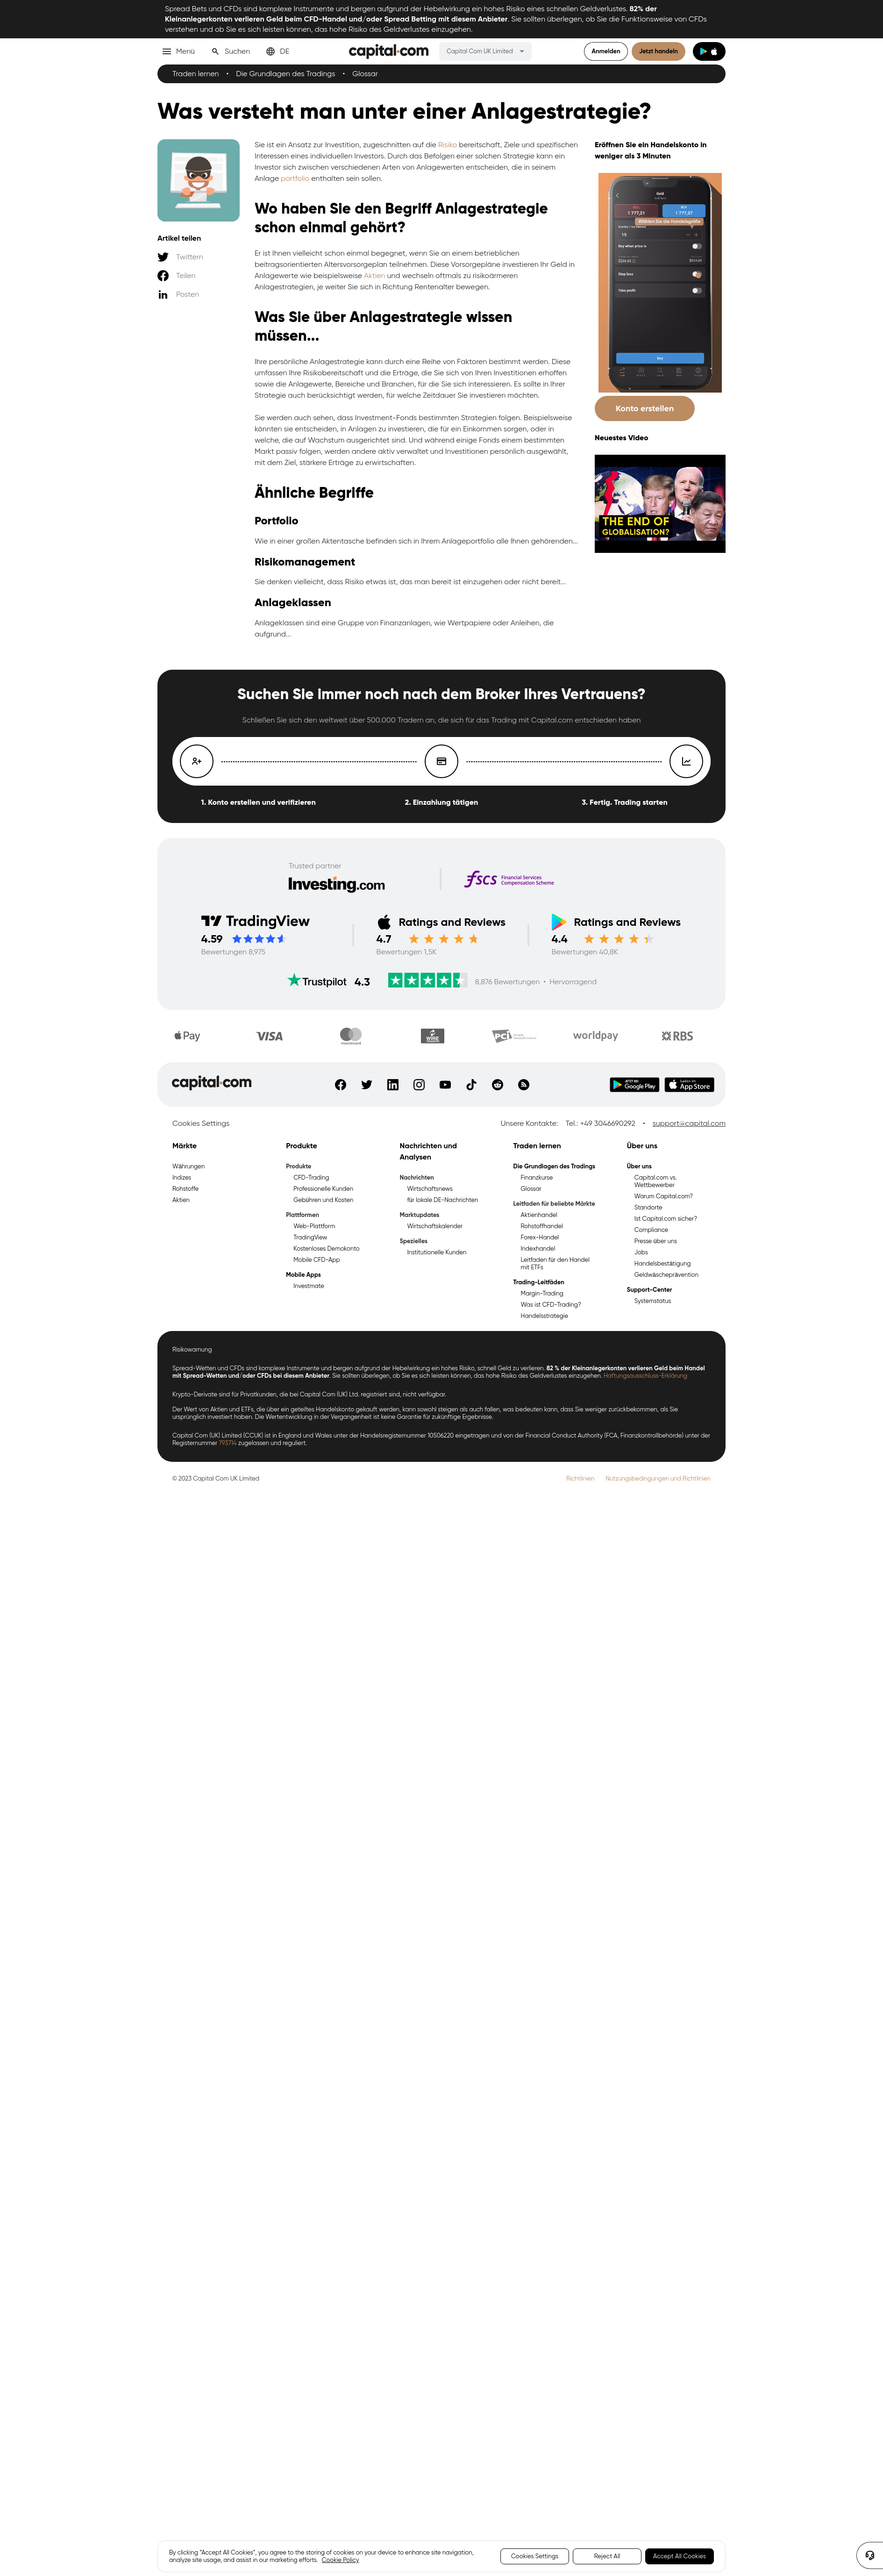 Spread Bets und CFDs sind komplexe Instrumente und bergen aufgrund der Hebelwirkung ein hohes Risiko eines schnellen Geldverlustes. 82% der
Kleinanlegerkonten verlieren Geld beim CFD-Handel und/oder Spread Betting mit diesem Anbieter. Sie sollten überlegen, ob Sie die Funktionsweise von CFDs
verstehen und ob Sie es sich leisten können, das hohe Risiko des Geldverlustes einzugehen.
Menü
Suchen
DE
capital.com
Capital Com UK Limited
Anmelden
Jetzt handeln
Traden lernen • Die Grundlagen des Tradings • Glossar
Was versteht man unter einer Anlagestrategie?
Artikel teilen
Twittern
Teilen
Posten
Sie ist ein Ansatz zur Investition, zugeschnitten auf die Risiko bereitschaft, Ziele und spezifischen
Interessen eines individuellen Investors. Durch das Befolgen einer solchen Strategie kann ein
Investor sich zwischen verschiedenen Arten von Anlagewerten entscheiden, die in seinem
Anlage portfolio enthalten sein sollen.
Wo haben Sie den Begriff Anlagestrategie
schon einmal gehört?
Er ist Ihnen vielleicht schon einmal begegnet, wenn Sie an einem betrieblichen
beitragsorientierten Altersvorsorgeplan teilnehmen. Diese Vorsorgepläne investieren Ihr Geld in
Anlagewerte wie beispielsweise Aktien und wechseln oftmals zu risikoärmeren
Anlagestrategien, je weiter Sie sich in Richtung Rentenalter bewegen.
Was Sie über Anlagestrategie wissen
müssen...
Ihre persönliche Anlagestrategie kann durch eine Reihe von Faktoren bestimmt werden. Diese
umfassen Ihre Risikobereitschaft und die Erträge, die Sie sich von Ihren Investitionen erhoffen
sowie die Anlagewerte, Bereiche und Branchen, für die Sie sich interessieren. Es sollte in Ihrer
Strategie auch berücksichtigt werden, für welche Zeitdauer Sie investieren möchten.
Sie werden auch sehen, dass Investment-Fonds bestimmten Strategien folgen. Beispielsweise
könnten sie entscheiden, in Anlagen zu investieren, die für ein Einkommen sorgen, oder in
welche, die auf Wachstum ausgerichtet sind. Und während einige Fonds einem bestimmten
Markt passiv folgen, werden andere aktiv verwaltet und Investitionen persönlich ausgewählt,
mit dem Ziel, stärkere Erträge zu erwirtschaften.
Ähnliche Begriffe
Portfolio
Wie in einer großen Aktentasche befinden sich in Ihrem Anlageportfolio alle Ihnen gehörenden...
Risikomanagement
Sie denken vielleicht, dass Risiko etwas ist, das man bereit ist einzugehen oder nicht bereit...
Anlageklassen
Anlageklassen sind eine Gruppe von Finanzanlagen, wie Wertpapiere oder Anleihen, die
aufgrund...
Eröffnen Sie ein Handelskonto in
weniger als 3 Minuten
Gold
1 777,21
1 777,57
Wählen Sie die Handelsgröße
15
Buy when price is
Stop loss
Take profit
Buy
Konto erstellen
Neuestes Video
THE END OF
GLOBALISATION?
Suchen Sie immer noch nach dem Broker Ihres Vertrauens?
Schließen Sie sich den weltweit über 500.000 Tradern an, die sich für das Trading mit Capital.com entschieden haben
1. Konto erstellen und verifizieren
2. Einzahlung tätigen
3. Fertig. Trading starten
Trusted partner
Investing.com
fscs Financial Services
Compensation Scheme
TradingView
4.59
Bewertungen 8,975
Ratings and Reviews
4.7
Bewertungen 1,5K
Ratings and Reviews
4.4
Bewertungen 40,8K
Trustpilot 4.3
8,876 Bewertungen • Hervorragend
Apple Pay
VISA
mastercard
WIRE
PCI
worldpay
RBS
capital.com
JETZT BEI
Google Play
Laden im
App Store
Cookies Settings
Unsere Kontakte: Tel.: +49 3046690292 • support@capital.com
Märkte
Währungen
Indizes
Rohstoffe
Aktien
Produkte
Produkte
CFD-Trading
Professionelle Kunden
Gebühren und Kosten
Plattformen
Web-Plattform
TradingView
Kostenloses Demokonto
Mobile CFD-App
Mobile Apps
Investmate
Nachrichten und
Analysen
Nachrichten
Wirtschaftsnews
für lokale DE-Nachrichten
Marktupdates
Wirtschaftskalender
Spezielles
Institutionelle Kunden
Traden lernen
Die Grundlagen des Tradings
Finanzkurse
Glossar
Leitfaden für beliebte Märkte
Aktienhandel
Rohstoffhandel
Forex-Handel
Indexhandel
Leitfaden für den Handel
mit ETFs
Trading-Leitfäden
Margin-Trading
Was ist CFD-Trading?
Handelsstrategie
Über uns
Über uns
Capital.com vs.
Wettbewerber
Warum Capital.com?
Standorte
Ist Capital.com sicher?
Compliance
Presse über uns
Jobs
Handelsbestätigung
Geldwäscheprävention
Support-Center
Systemstatus
Risikowarnung
Spread-Wetten und CFDs sind komplexe Instrumente und bergen aufgrund der Hebelwirkung ein hohes Risiko, schnell Geld zu verlieren. 82 % der Kleinanlegerkonten verlieren Geld beim Handel
mit Spread-Wetten und/oder CFDs bei diesem Anbieter. Sie sollten überlegen, ob Sie es sich leisten können, das hohe Risiko des Geldverlustes einzugehen. Haftungsausschluss-Erklärung
Krypto-Derivate sind für Privatkunden, die bei Capital Com (UK) Ltd. registriert sind, nicht verfügbar.
Der Wert von Aktien und ETFs, die über ein geteiltes Handelskonto gekauft werden, kann sowohl steigen als auch fallen, was bedeuten kann, dass Sie weniger zurückbekommen, als Sie
ursprünglich investiert haben. Die Wertentwicklung in der Vergangenheit ist keine Garantie für zukünftige Ergebnisse.
Capital Com (UK) Limited (CCUK) ist in England und Wales unter der Handelsregisternummer 10506220 eingetragen und von der Financial Conduct Authority (FCA, Finanzkontrollbehörde) unter der
Registernummer 793714 zugelassen und reguliert.
© 2023 Capital Com UK Limited
Richtlinien
Nutzungsbedingungen und Richtlinien
By clicking "Accept All Cookies", you agree to the storing of cookies on your device to enhance site navigation,
analyze site usage, and assist in our marketing efforts. Cookie Policy
Cookies Settings
Reject All
Accept All Cookies